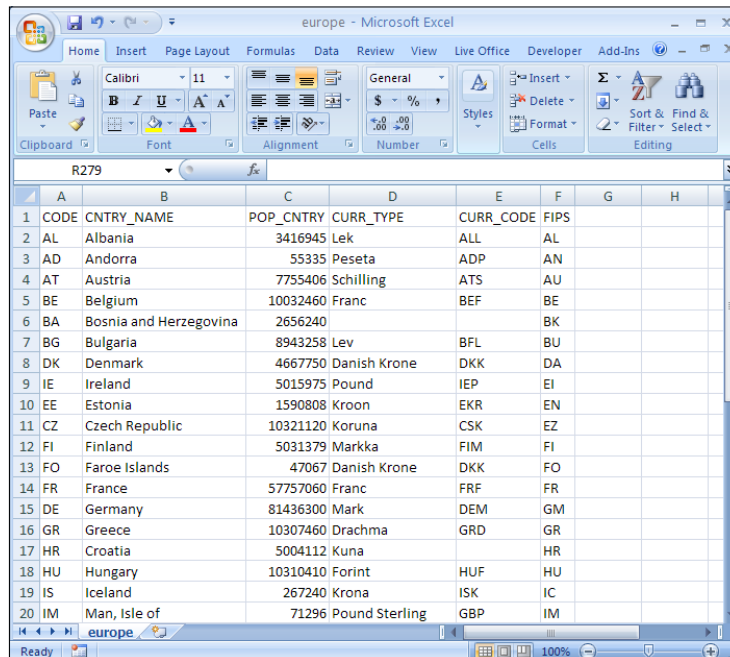 europe - Microsoft Excel
Home Insert Page Layout Formulas Data Review View Live Office Developer Add-Ins
Paste Calibri 11 General Styles Insert Delete Format Sort & Filter Find & Select
B I U A A $ % ,
Clipboard Font Alignment Number Cells Editing
R279 fx
A B C D E F G H
1 CODE CNTRY_NAME POP_CNTRY CURR_TYPE CURR_CODE FIPS
2 AL Albania 3416945 Lek ALL AL
3 AD Andorra 55335 Peseta ADP AN
4 AT Austria 7755406 Schilling ATS AU
5 BE Belgium 10032460 Franc BEF BE
6 BA Bosnia and Herzegovina 2656240 BK
7 BG Bulgaria 8943258 Lev BFL BU
8 DK Denmark 4667750 Danish Krone DKK DA
9 IE Ireland 5015975 Pound IEP EI
10 EE Estonia 1590808 Kroon EKR EN
11 CZ Czech Republic 10321120 Koruna CSK EZ
12 FI Finland 5031379 Markka FIM FI
13 FO Faroe Islands 47067 Danish Krone DKK FO
14 FR France 57757060 Franc FRF FR
15 DE Germany 81436300 Mark DEM GM
16 GR Greece 10307460 Drachma GRD GR
17 HR Croatia 5004112 Kuna HR
18 HU Hungary 10310410 Forint HUF HU
19 IS Iceland 267240 Krona ISK IC
20 IM Man, Isle of 71296 Pound Sterling GBP IM
europe
Ready 100%